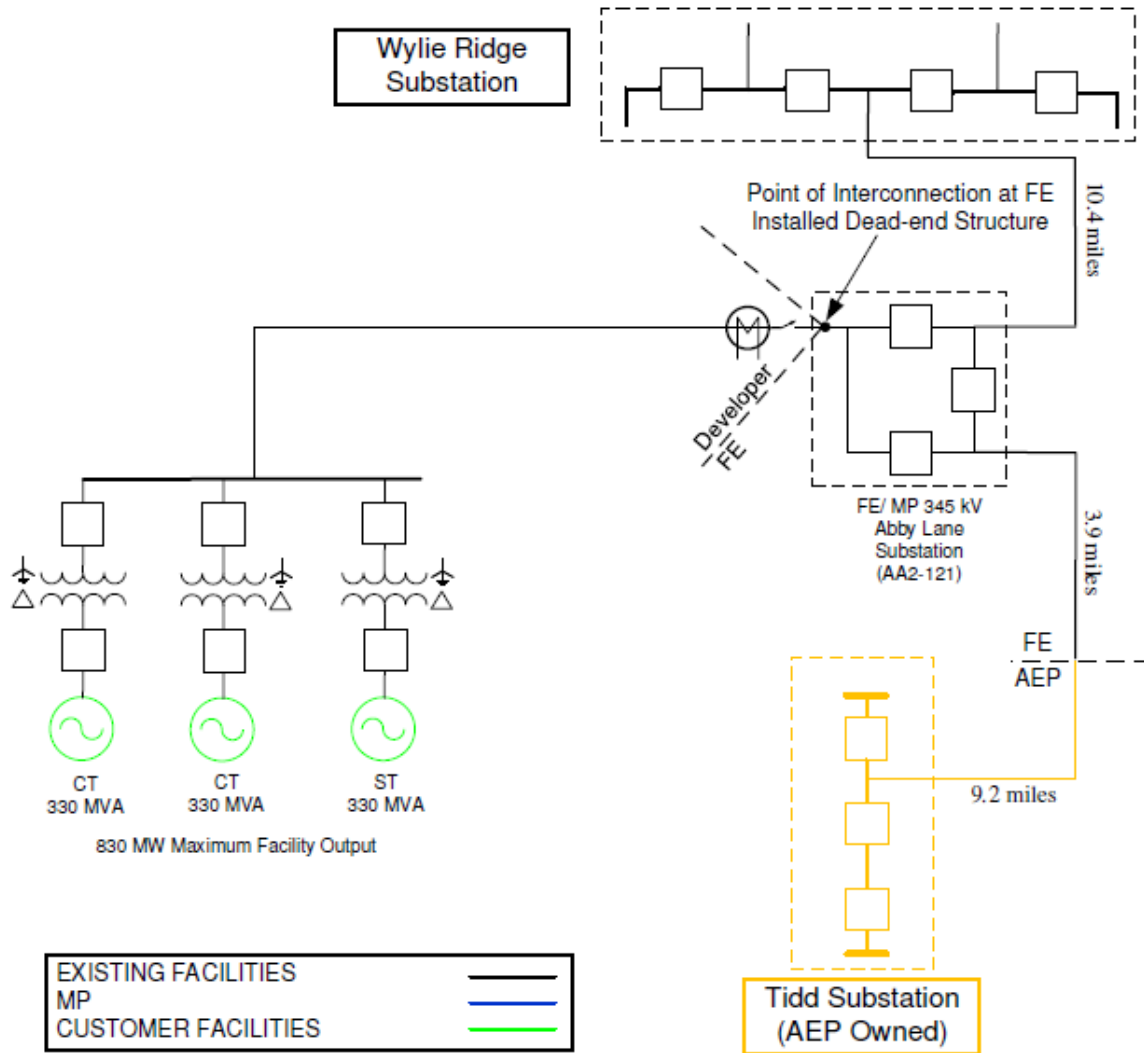 Wylie Ridge
Substation
Point of Interconnection at FE
Installed Dead-end Structure
10.4 miles
Developer
FE
FE/ MP 345 kV
Abby Lane
Substation
(AA2-121)
3.9 miles
FE
AEP
9.2 miles
CT
330 MVA
CT
330 MVA
ST
330 MVA
830 MW Maximum Facility Output
EXISTING FACILITIES
MP
CUSTOMER FACILITIES
Tidd Substation
(AEP Owned)